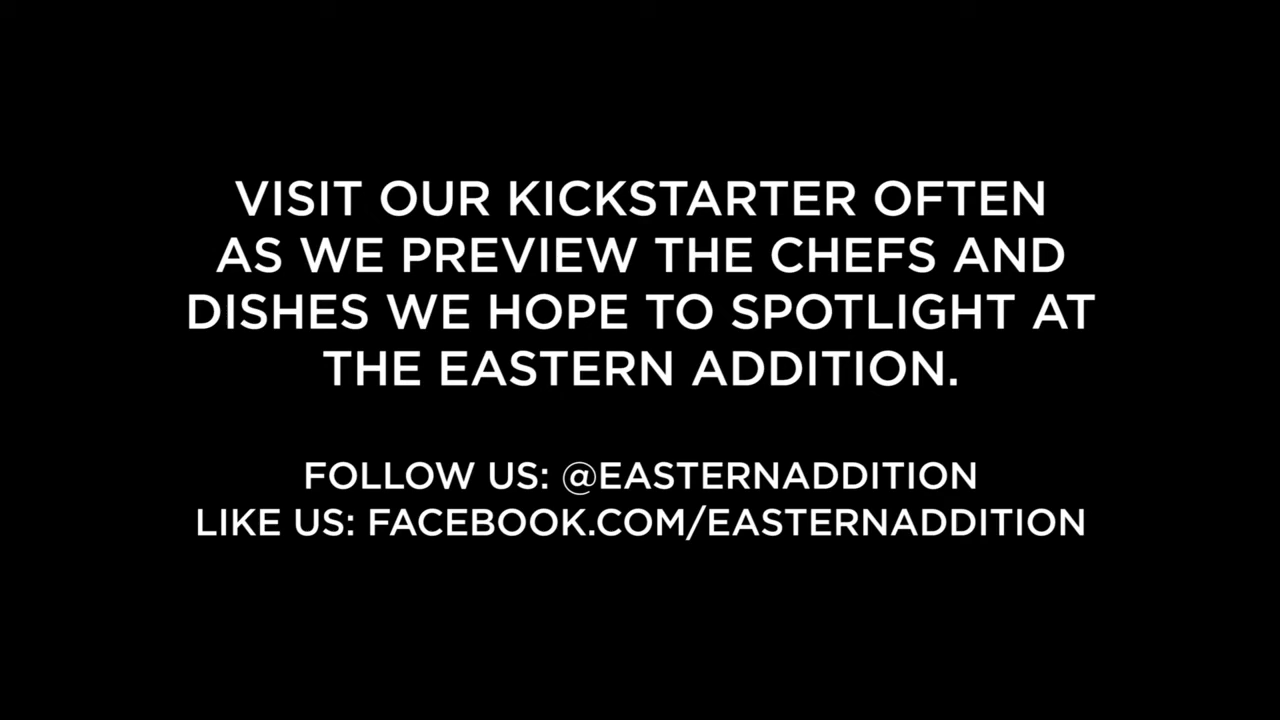 VISIT OUR KICKSTARTER OFTEN
AS WE PREVIEW THE CHEFS AND
DISHES WE HOPE TO SPOTLIGHT AT
THE EASTERN ADDITION.
FOLLOW US: @EASTERNADDITION
LIKE US: FACEBOOK.COM/EASTERNADDITION